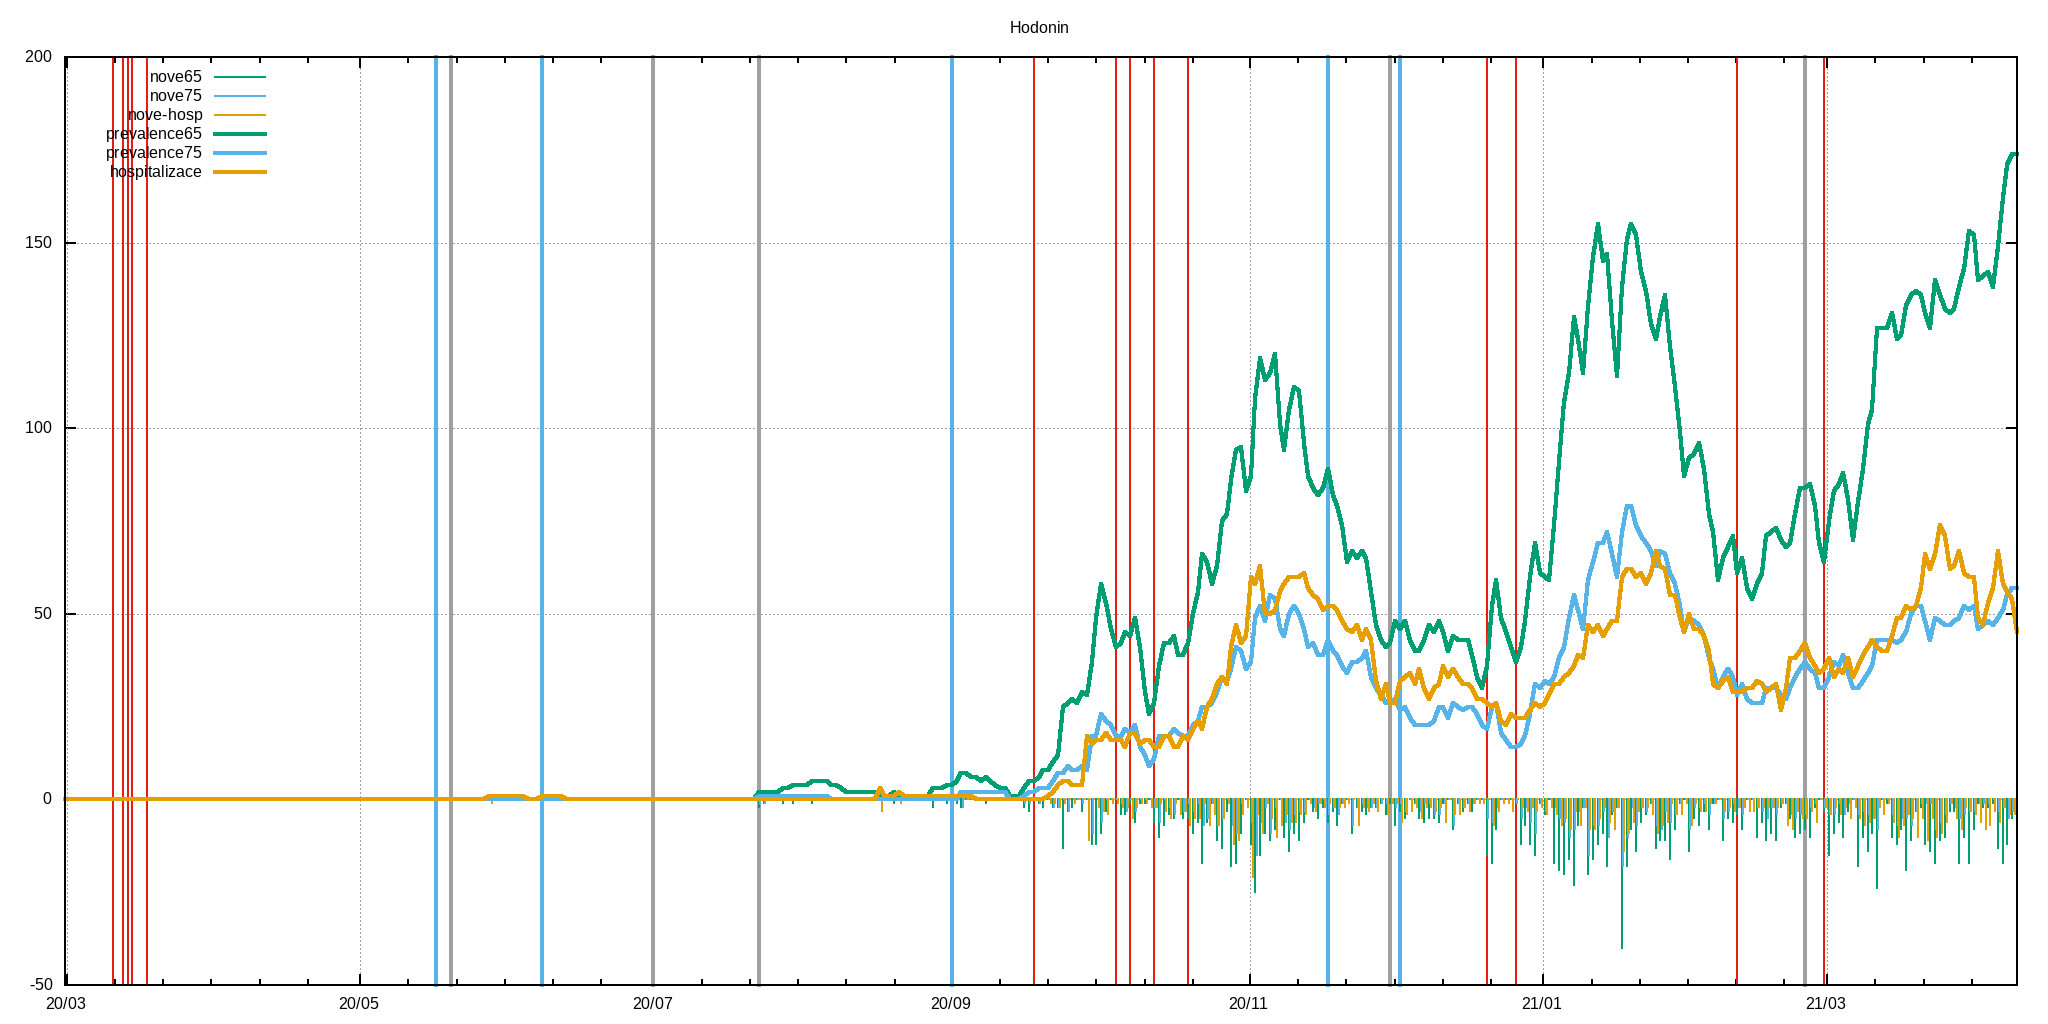 Hodonin
200
150
100
50
0
-50
nove65
nove75
nove-hosp
prevalence65
prevalence75
hospitalizace
20/03 20/05 20/07 20/09 20/11 21/01 21/03